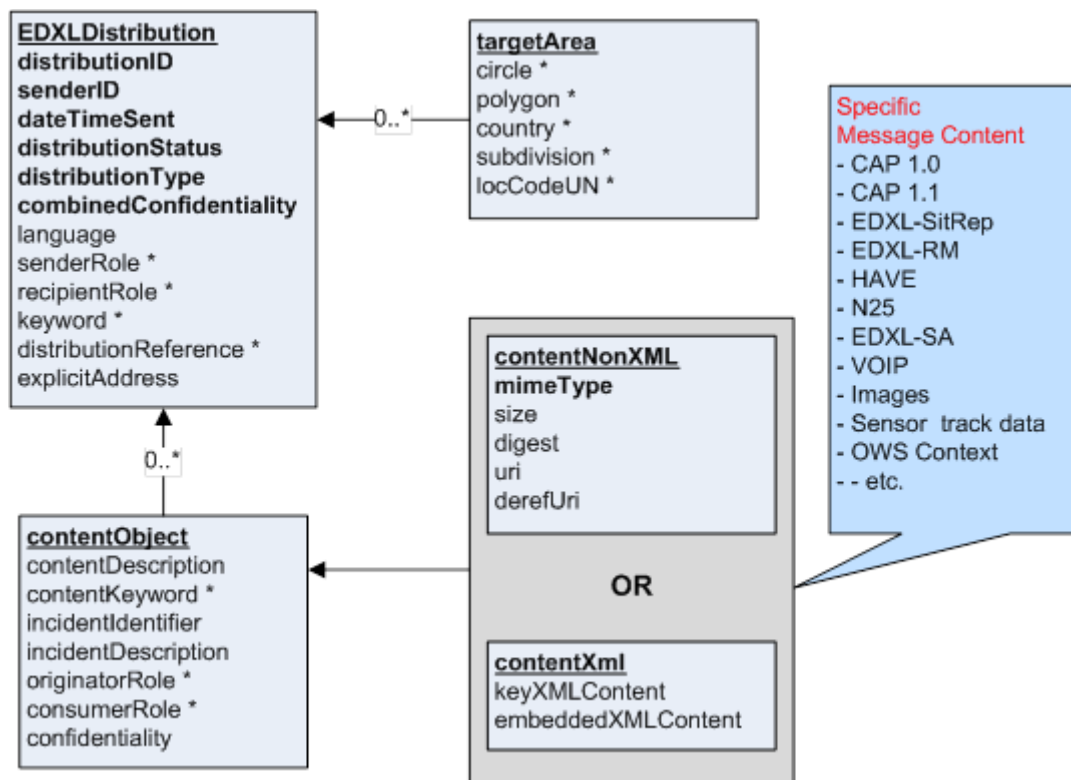 EDXLDistribution
distributionID
senderID
dateTimeSent
distributionStatus
distributionType
combinedConfidentiality
language
senderRole *
recipientRole *
keyword *
distributionReference *
explicitAddress
0..*
targetArea
circle *
polygon *
country *
subdivision *
locCodeUN *
0..*
contentObject
contentDescription
contentKeyword *
incidentIdentifier
incidentDescription
originatorRole *
consumerRole *
confidentiality
contentNonXML
mimeType
size
digest
uri
derefUri
OR
contentXml
keyXMLContent
embeddedXMLContent
Specific
Message Content
- CAP 1.0
- CAP 1.1
- EDXL-SitRep
- EDXL-RM
- HAVE
- N25
- EDXL-SA
- VOIP
- Images
- Sensor track data
- OWS Context
- - etc.